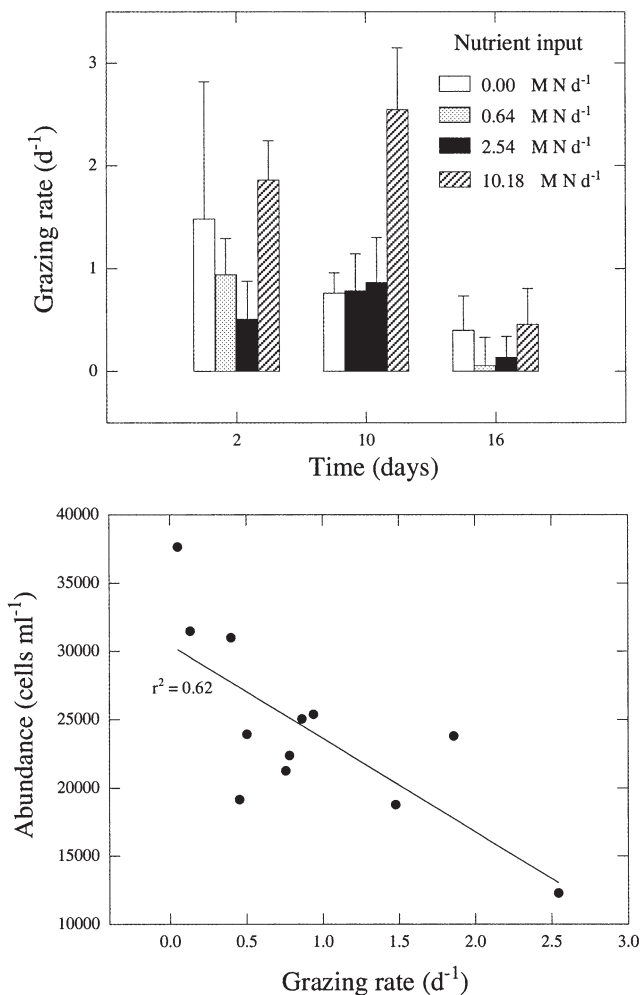 Nutrient input
0.00 M N d⁻¹
0.64 M N d⁻¹
2.54 M N d⁻¹
10.18 M N d⁻¹
Grazing rate (d⁻¹)
3
2
1
0
2 10 16
Time (days)
Abundance (cells ml⁻¹)
40000
35000
30000
r² = 0.62
25000
20000
15000
10000
0.0 0.5 1.0 1.5 2.0 2.5 3.0
Grazing rate (d⁻¹)